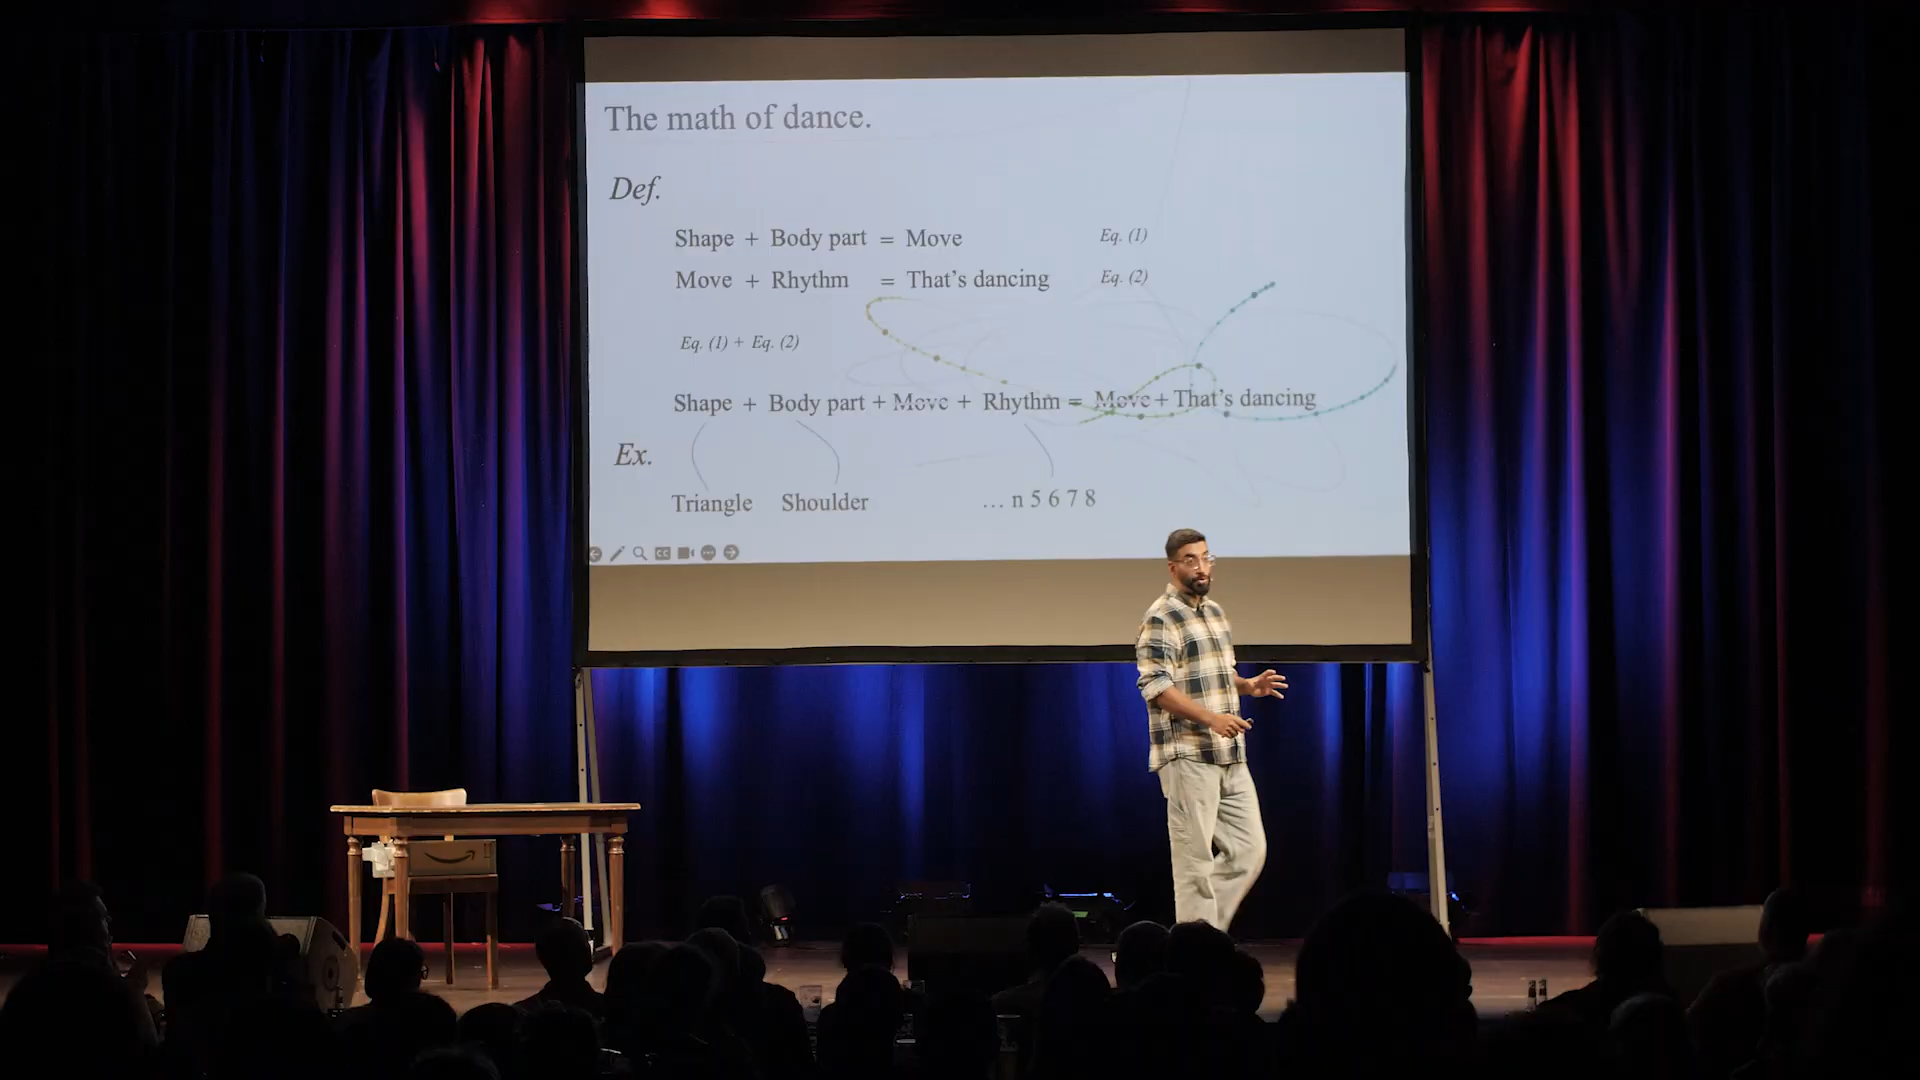 The math of dance.
Def.
Shape + Body part = Move Eq. (1)
Move + Rhythm = That's dancing Eq. (2)
Eq. (1) + Eq. (2)
Shape + Body part + Move + Rhythm = Move + That's dancing
Ex.
Triangle Shoulder ... n 5 6 7 8
CC